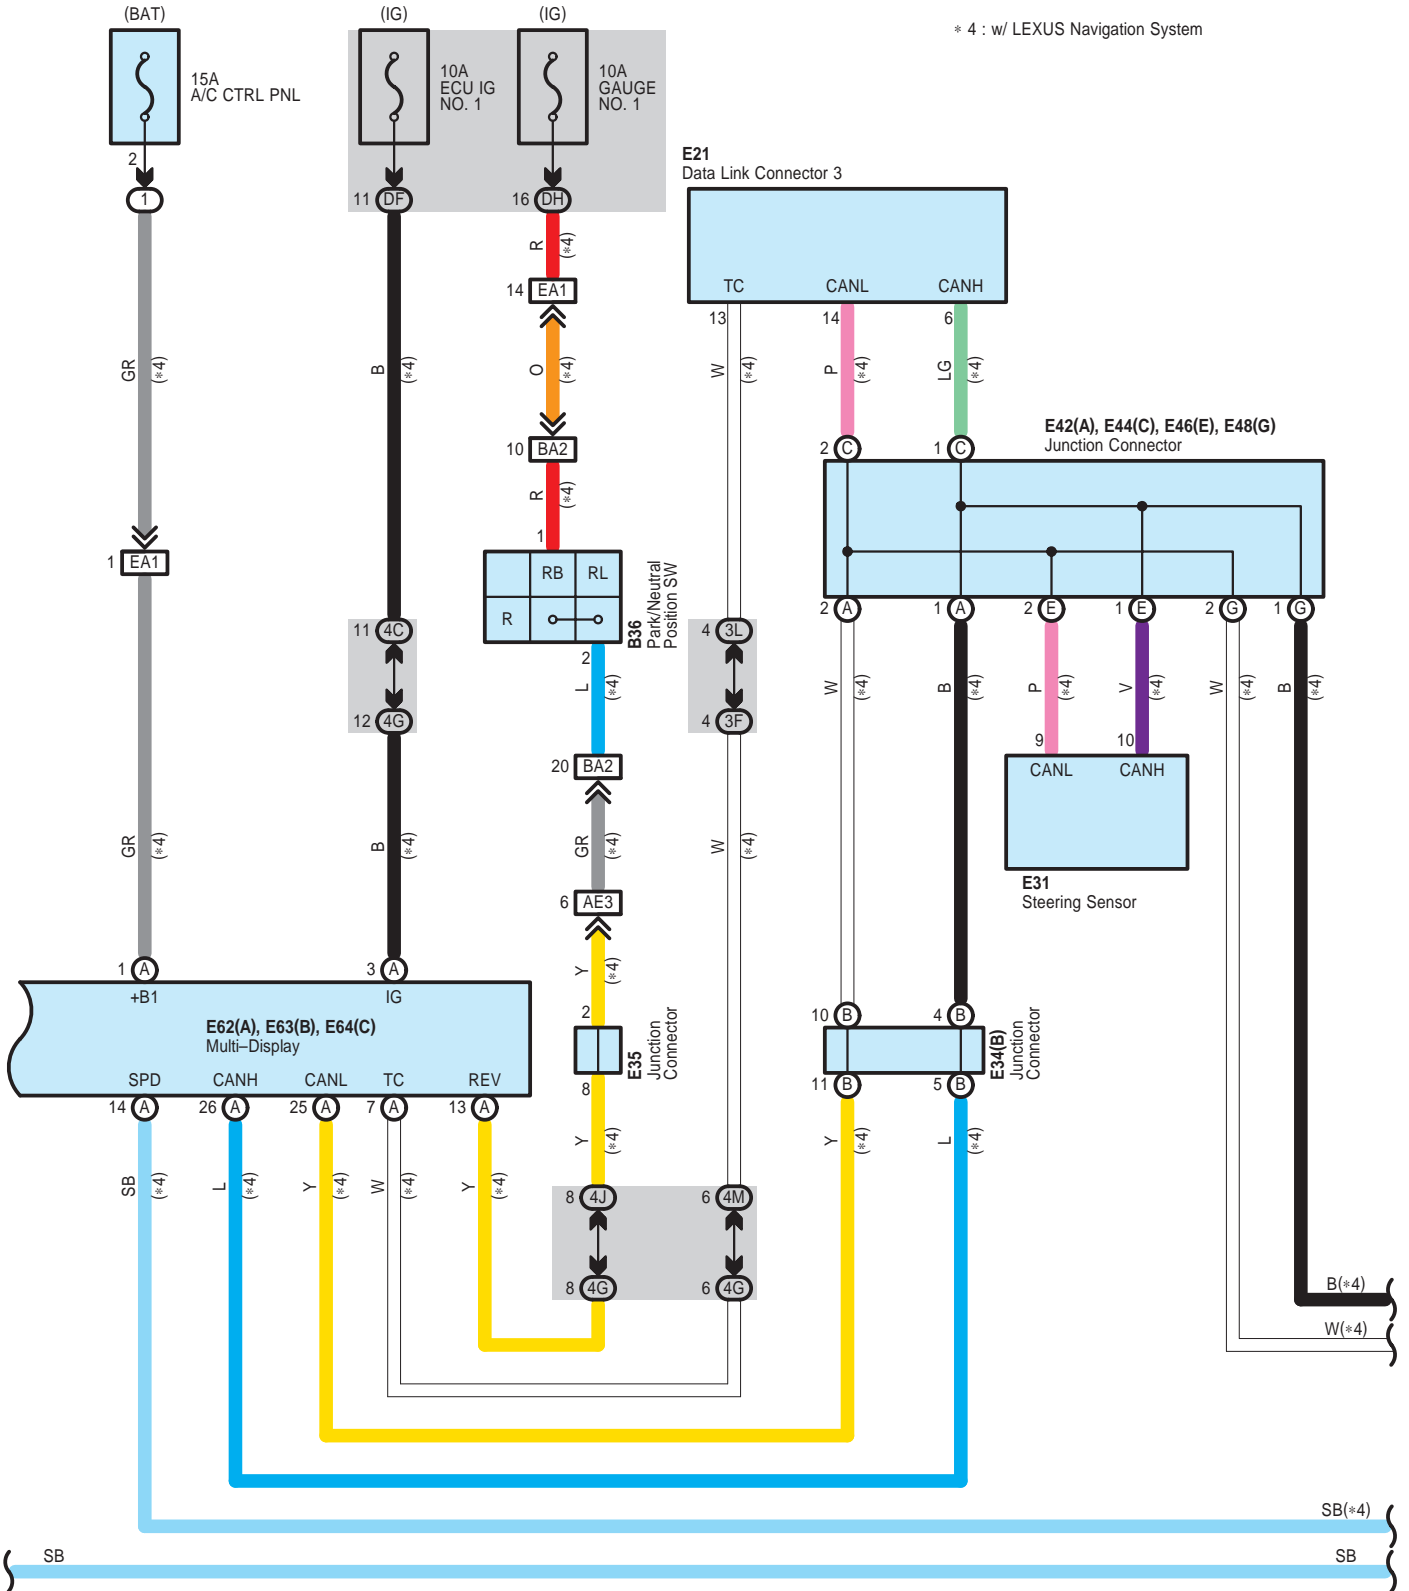 (BAT)
(IG)
(IG)
∗ 4 : w/ LEXUS Navigation System
15A
A/C CTRL PNL
10A
ECU IG
NO. 1
10A
GAUGE
NO. 1
2
1
11 DF
16 DH
E21
Data Link Connector 3
TC
CANL
CANH
13
14
6
R
(∗4)
14 EA1
GR
(∗4)
B
(∗4)
O
(∗4)
W
(∗4)
P
(∗4)
LG
(∗4)
E42(A), E44(C), E46(E), E48(G)
Junction Connector
10 BA2
2 C
1 C
R
(∗4)
1
1 EA1
RB
RL
R
B36
Park/Neutral
Position SW
2
11 4C
12 4G
4 3L
4 3F
2 A
1 A
2 E
1 E
2 G
1 G
L
(∗4)
W
(∗4)
B
(∗4)
P
(∗4)
V
(∗4)
W
(∗4)
B
(∗4)
9
10
CANL
CANH
E31
Steering Sensor
20 BA2
GR
(∗4)
B
(∗4)
GR
(∗4)
W
(∗4)
6 AE3
Y
(∗4)
1 A
3 A
+B1
IG
E62(A), E63(B), E64(C)
Multi–Display
SPD
CANH
CANL
TC
REV
2
E35
Junction
Connector
8
10 B
4 B
E34(B)
Junction
Connector
11 B
5 B
14 A
26 A
25 A
7 A
13 A
SB
(∗4)
L
(∗4)
Y
(∗4)
W
(∗4)
Y
(∗4)
Y
(∗4)
Y
(∗4)
L
(∗4)
8 4J
6 4M
8 4G
6 4G
B(∗4)
W(∗4)
SB(∗4)
SB
SB